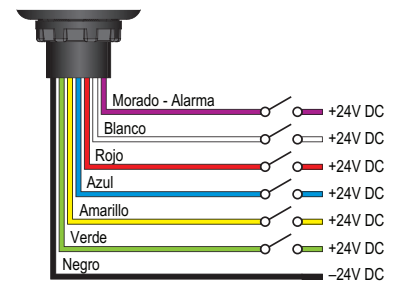 Morado - Alarma +24V DC
Blanco +24V DC
Rojo +24V DC
Azul +24V DC
Amarillo +24V DC
Verde +24V DC
Negro –24V DC